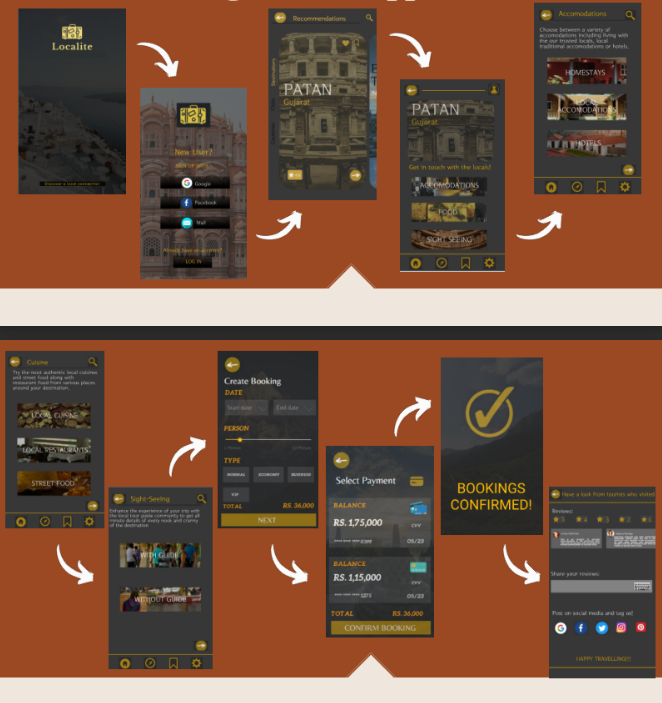 Localite
Discover a local connection
New User?
SIGN UP WITH
Google
Facebook
Mail
Already have an account?
LOG IN
Recommendations
Destinations
PATAN
Gujarat
PATAN
Gujarat
Get in touch with the locals!
ACCOMODATIONS
FOOD
SIGHT SEEING
Accomodations
Choose between a variety of
accomodations including living with
the our trusted locals, local
traditional accomodations or hotels.
HOMESTAYS
LOCAL
ACCOMODATIONS
HOTELS
Cuisine
Try the most authentic local cuisines
and street food along with
restaurant food from various places
around your destination.
LOCAL CUISINE
LOCAL RESTAURANTS
STREET FOOD
Sight-Seeing
Enhance the experience of your trip with
the local tour guide community to get all
minute details of every nook and cranny
of the destination.
WITH GUIDE
WITHOUT GUIDE
Create Booking
DATE
Start date
End date
PERSON
TYPE
NORMAL
ECONOMY
BUSINESS
VIP
TOTAL
RS. 36,000
NEXT
Select Payment
BALANCE
RS. 1,75,000
CVV
05/23
BALANCE
RS. 1,15,000
CVV
05/23
TOTAL
RS. 36,000
CONFIRM BOOKING
BOOKINGS
CONFIRMED!
Have a look from tourists who visited
Reviews:
Share your reviews:
Post on social media and tag us!
HAPPY TRAVELLING!!!